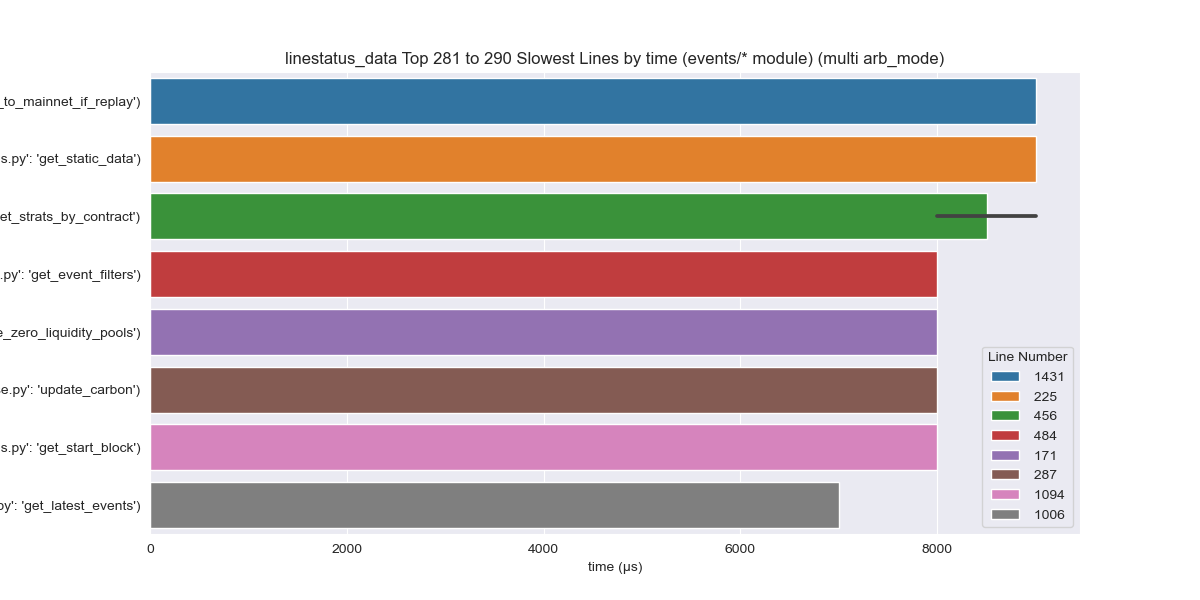 linestatus_data Top 281 to 290 Slowest Lines by time (events/* module) (multi arb_mode)
_to_mainnet_if_replay')
s.py': 'get_static_data')
et_strats_by_contract')
.py': 'get_event_filters')
e_zero_liquidity_pools')
e.py': 'update_carbon')
s.py': 'get_start_block')
py': 'get_latest_events')
Line Number
1431
225
456
484
171
287
1094
1006
0 2000 4000 6000 8000
time (μs)